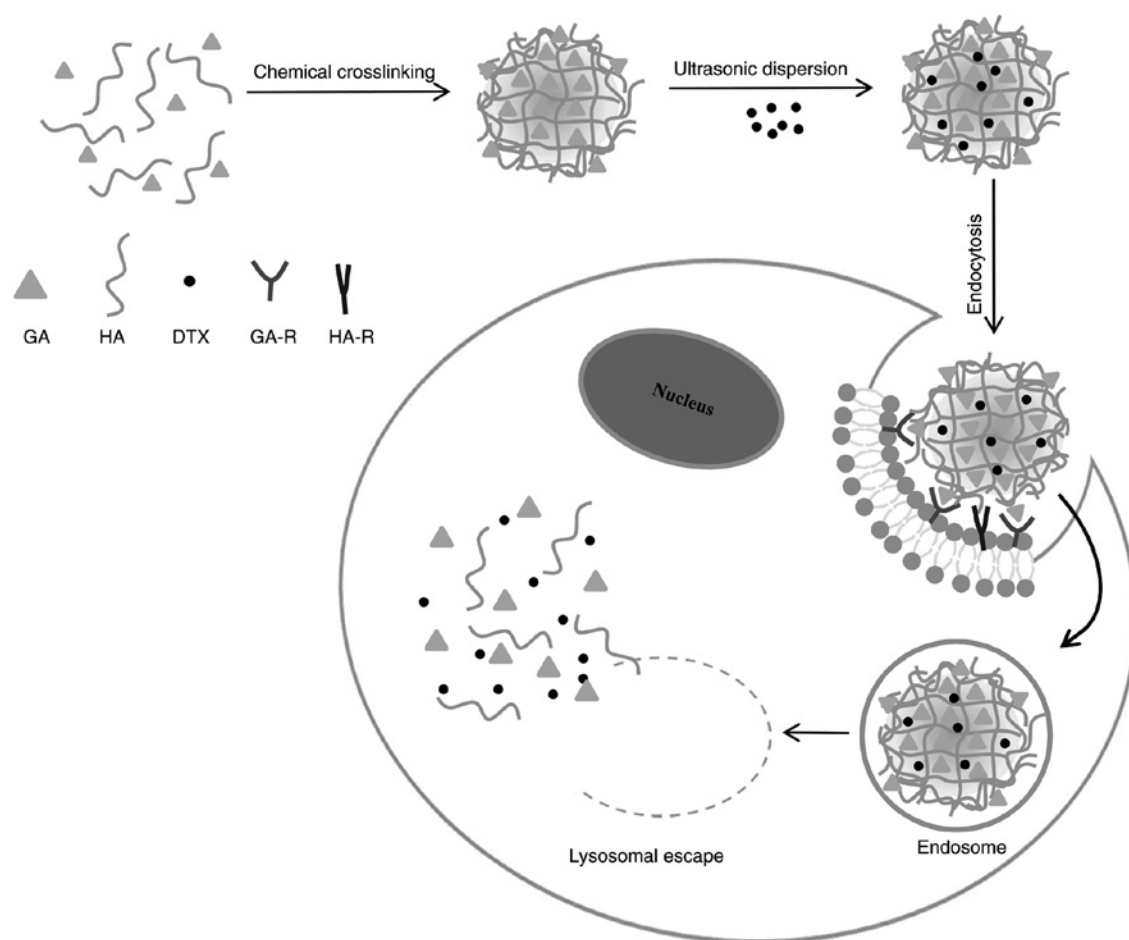 Chemical crosslinking
Ultrasonic dispersion
Endocytosis
GA
HA
DTX
GA-R
HA-R
Nucleus
Endosome
Lysosomal escape